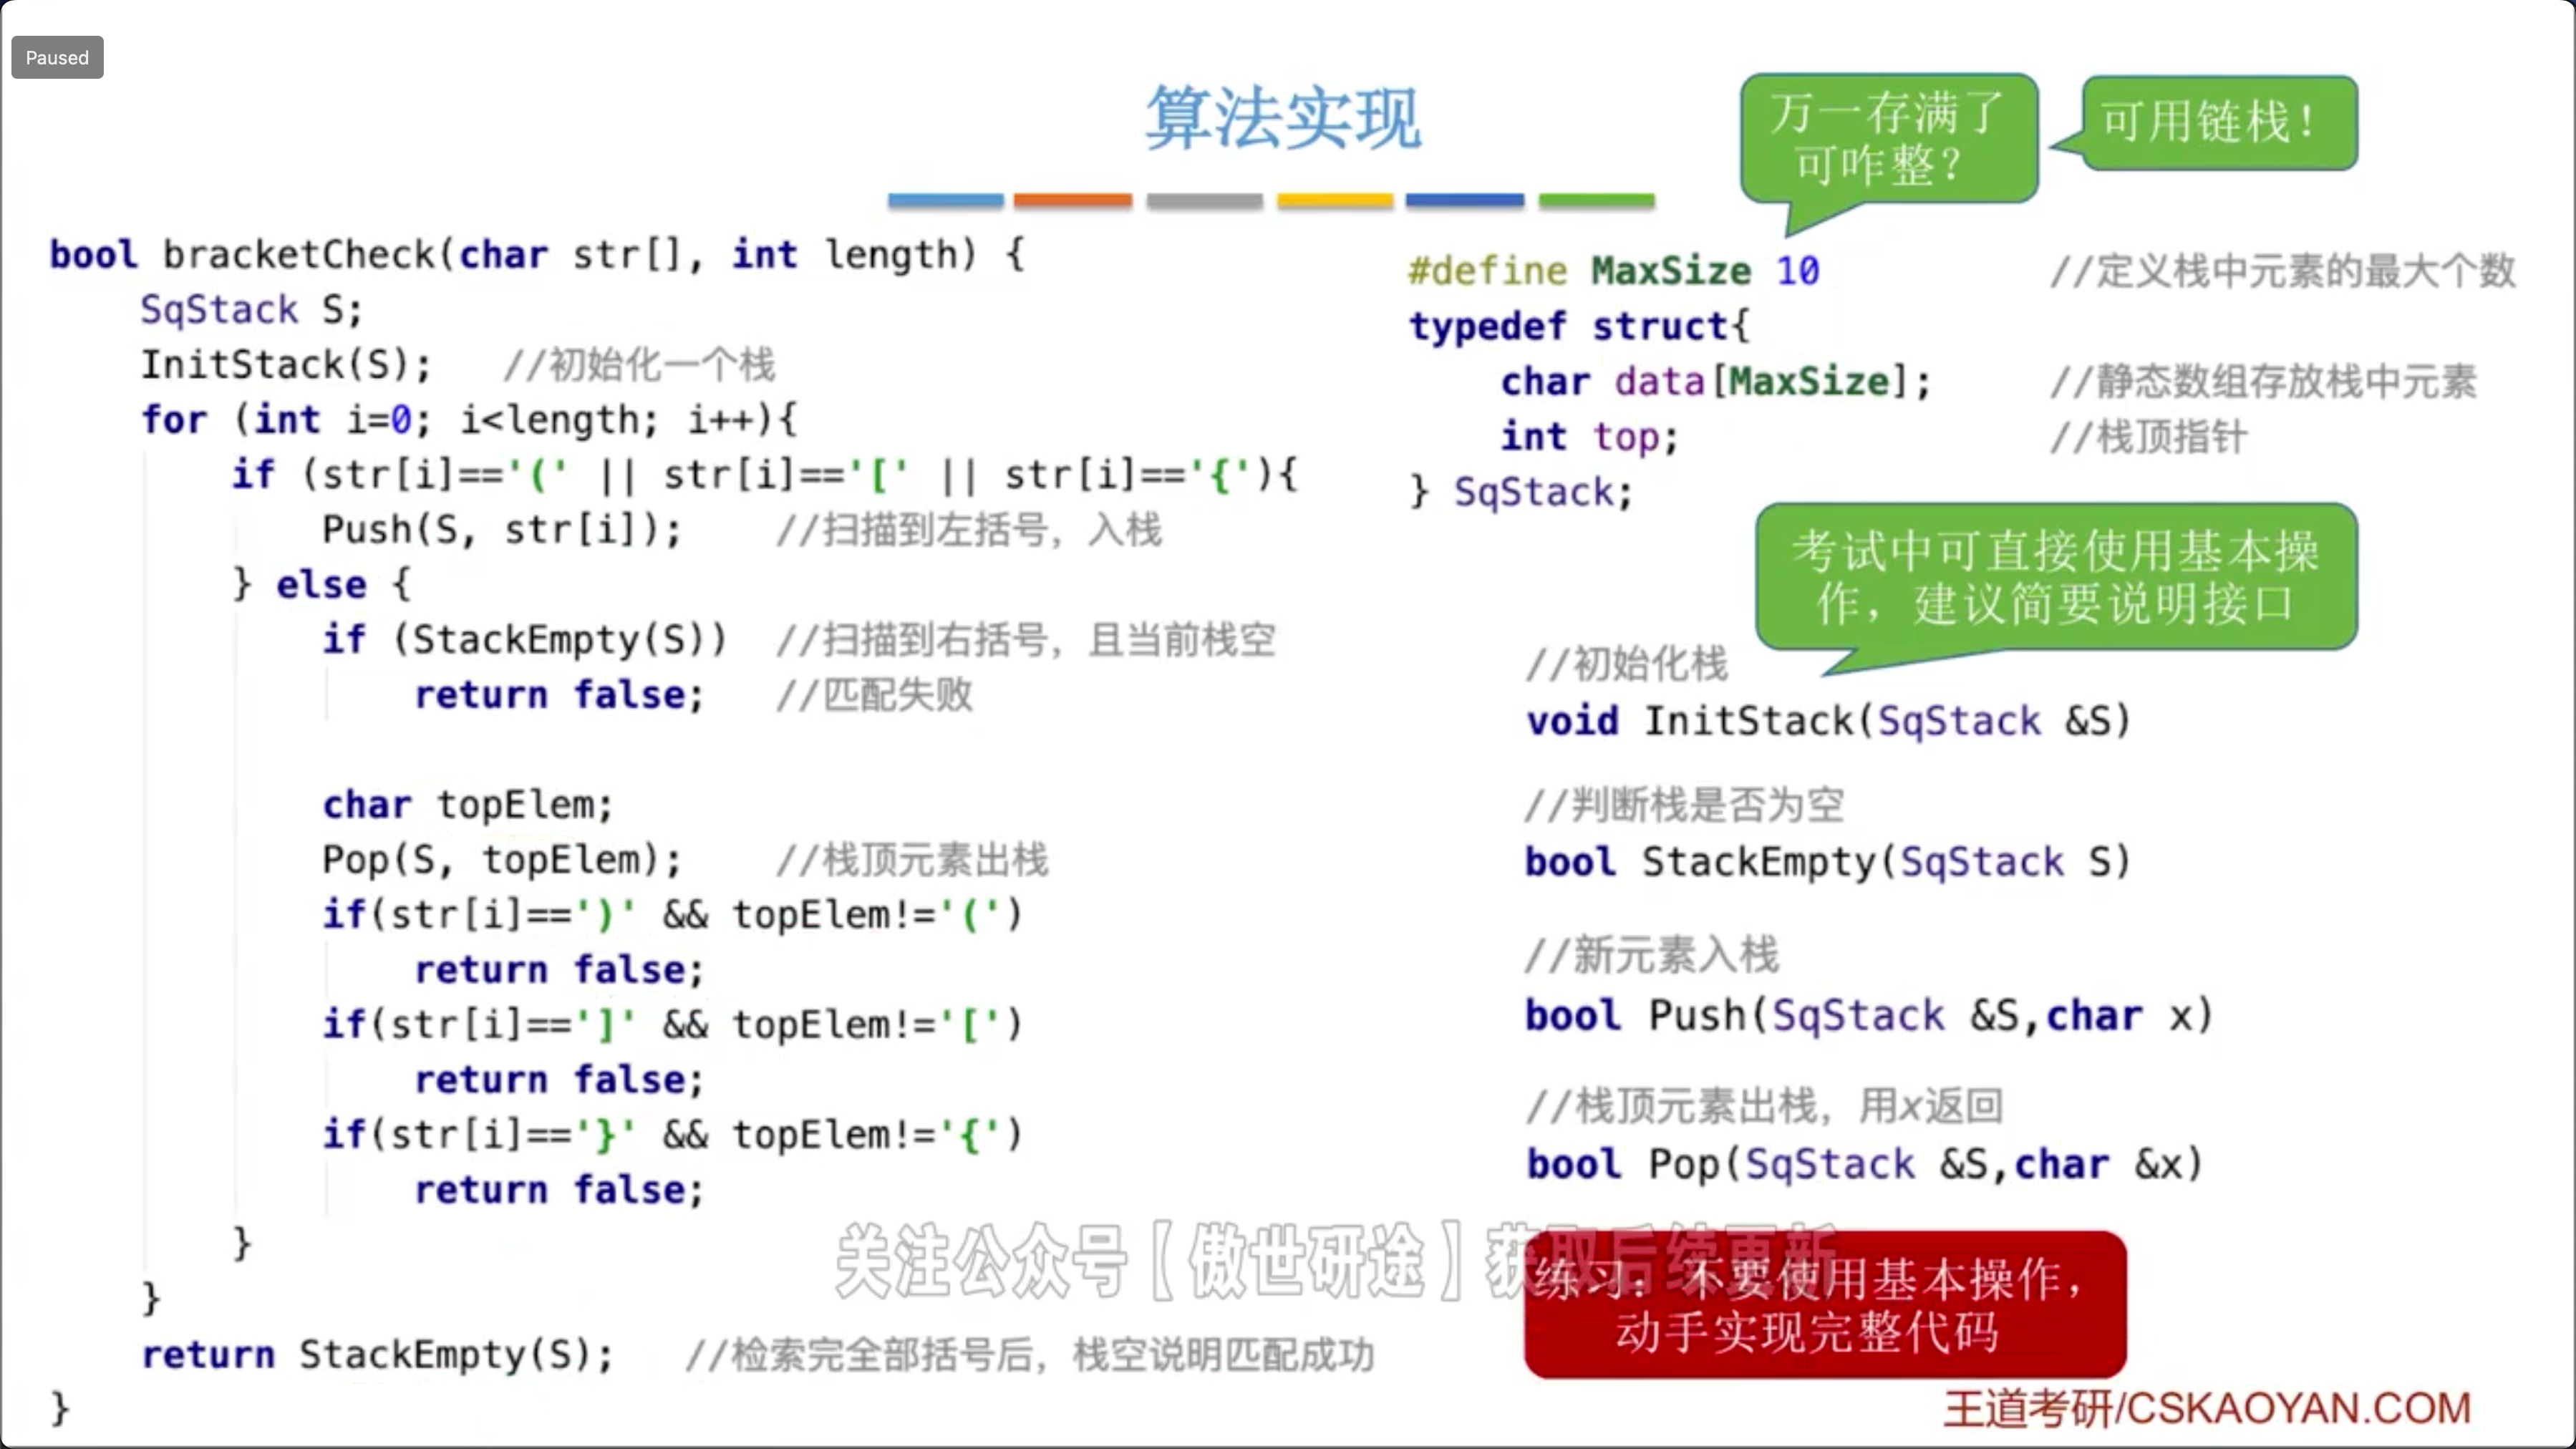 Paused
算法实现
万一存满了
可咋整？
可用链栈！
bool bracketCheck(char str[], int length) {
    SqStack S;
    InitStack(S);   //初始化一个栈
    for (int i=0; i<length; i++){
        if (str[i]=='(' || str[i]=='[' || str[i]=='{'){
            Push(S, str[i]);    //扫描到左括号，入栈
        } else {
            if (StackEmpty(S))  //扫描到右括号，且当前栈空
                return false;   //匹配失败
            char topElem;
            Pop(S, topElem);    //栈顶元素出栈
            if(str[i]==')' && topElem!='(')
                return false;
            if(str[i]==']' && topElem!='[')
                return false;
            if(str[i]=='}' && topElem!='{')
                return false;
        }
    }
    return StackEmpty(S);   //检索完全部括号后，栈空说明匹配成功
}
#define MaxSize 10    //定义栈中元素的最大个数
typedef struct{
    char data[MaxSize];    //静态数组存放栈中元素
    int top;    //栈顶指针
} SqStack;
考试中可直接使用基本操
作，建议简要说明接口
//初始化栈
void InitStack(SqStack &S)
//判断栈是否为空
bool StackEmpty(SqStack S)
//新元素入栈
bool Push(SqStack &S,char x)
//栈顶元素出栈，用x返回
bool Pop(SqStack &S,char &x)
关注公众号【傲世研途】获取后续更新
练习：不要使用基本操作，
动手实现完整代码
王道考研/CSKAOYAN.COM